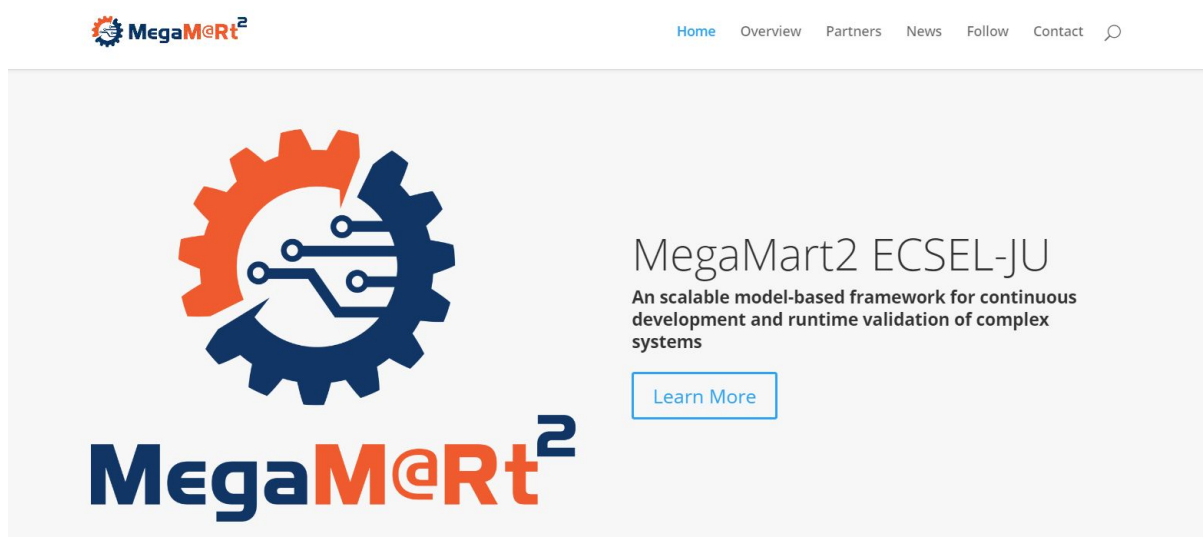 MegaM@Rt2
Home Overview Partners News Follow Contact
MegaMart2 ECSEL-JU
An scalable model-based framework for continuous
development and runtime validation of complex
systems
Learn More
MegaM@Rt2